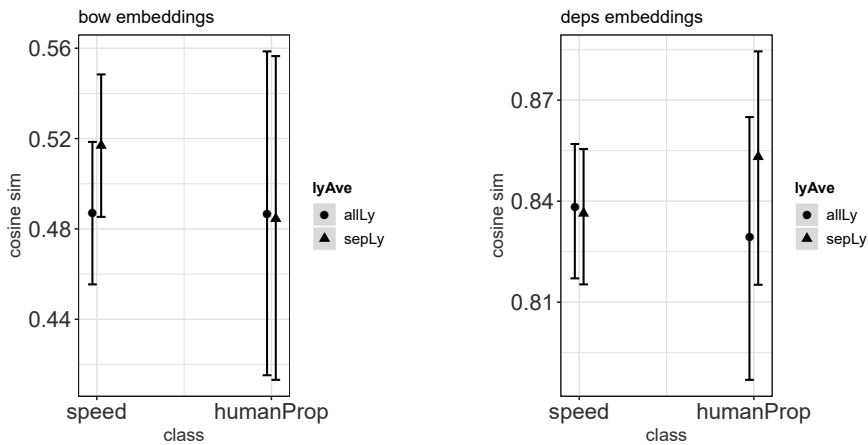 bow embeddings
0.56
0.52
0.48
0.44
cosine sim
speed
humanProp
class
lyAve
allLy
sepLy
deps embeddings
0.87
0.84
0.81
cosine sim
speed
humanProp
class
lyAve
allLy
sepLy